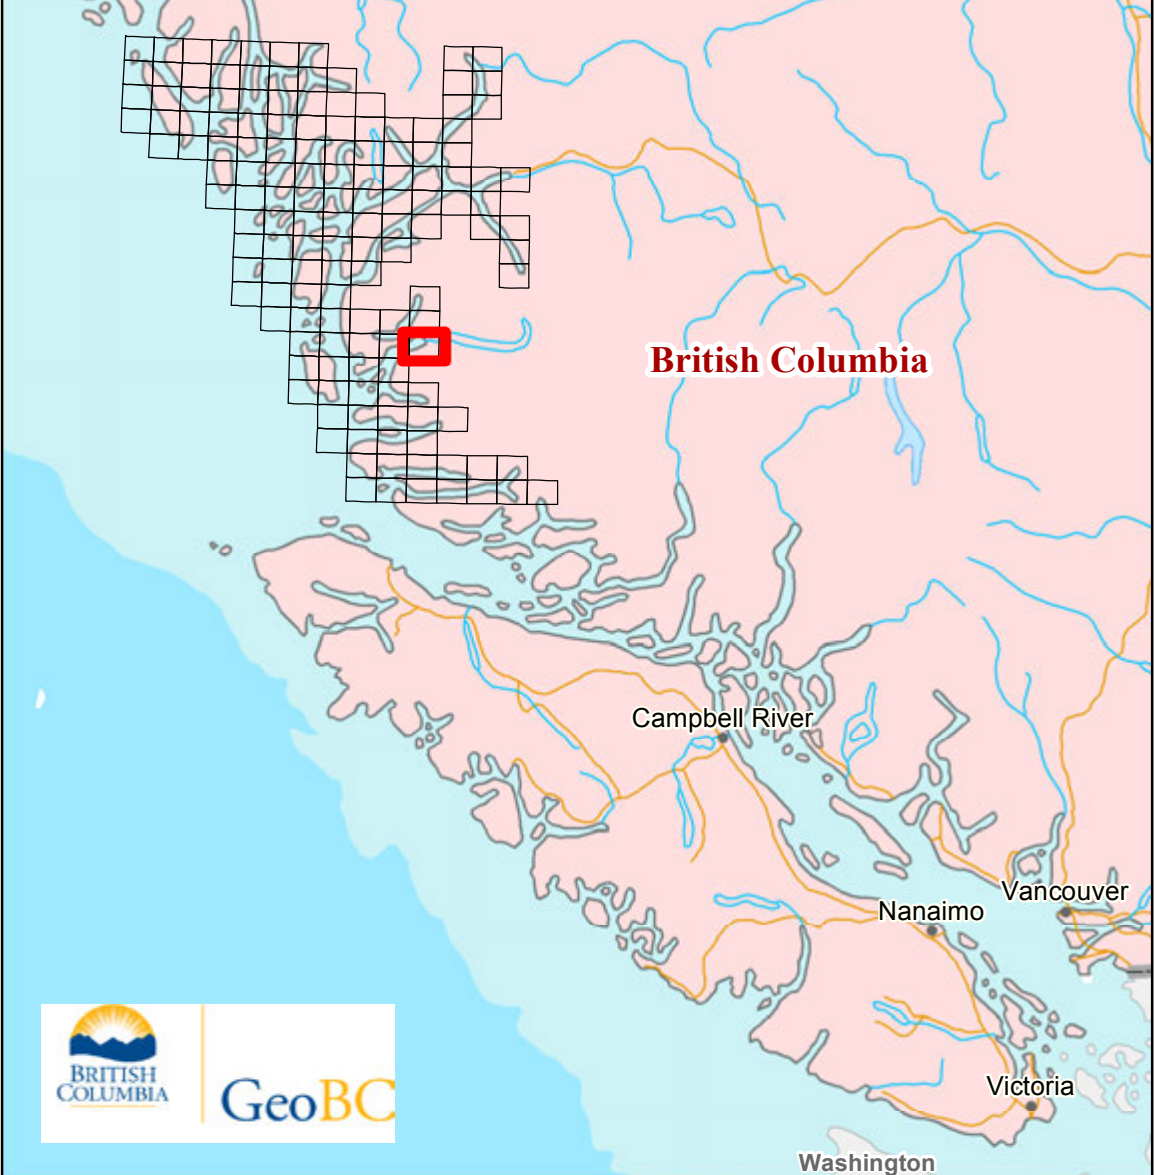 British Columbia
Campbell River
Vancouver
Nanaimo
BRITISH
COLUMBIA
GeoBC
Victoria
Washington